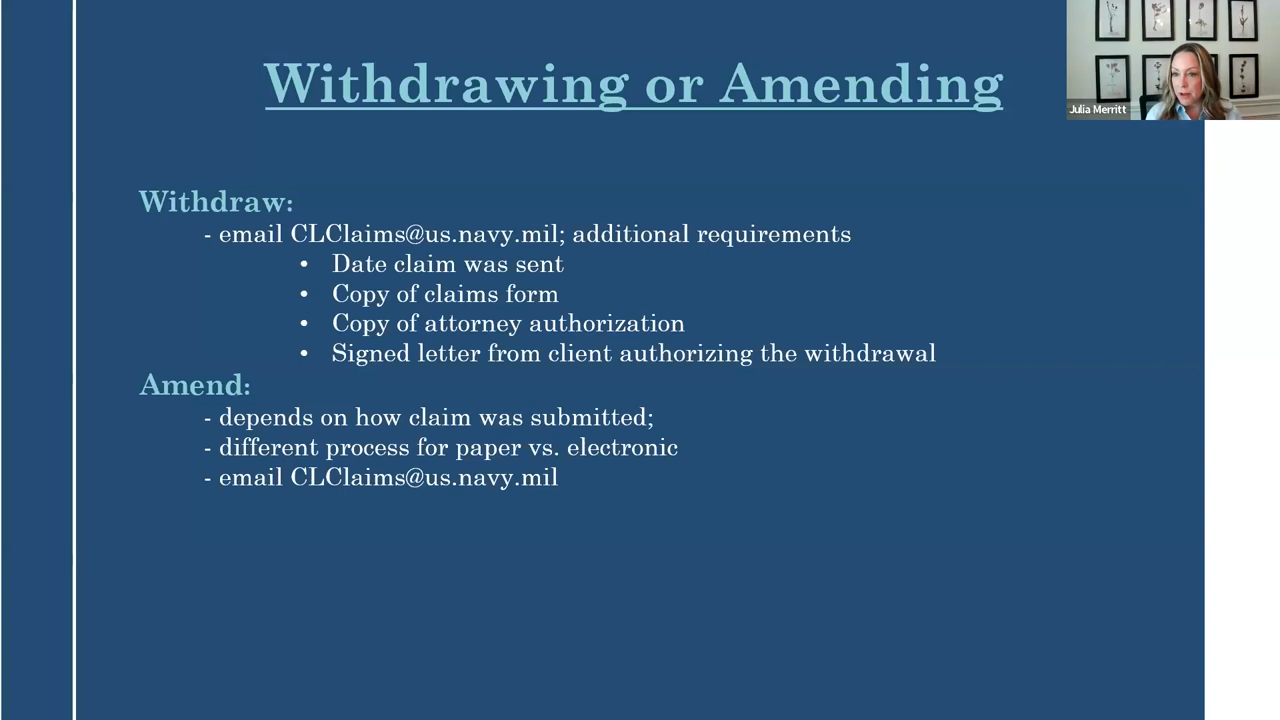 Withdrawing or Amending
Julia Merritt
Withdraw:
- email CLClaims@us.navy.mil; additional requirements
• Date claim was sent
• Copy of claims form
• Copy of attorney authorization
• Signed letter from client authorizing the withdrawal
Amend:
- depends on how claim was submitted;
- different process for paper vs. electronic
- email CLClaims@us.navy.mil